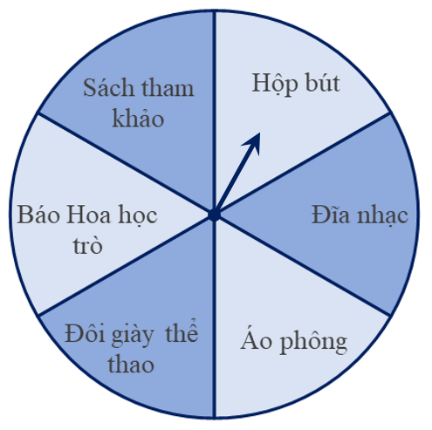 Sách tham
khảo
Hộp bút
Báo Hoa học
trò
Đĩa nhạc
Đôi giày thể
thao
Áo phông